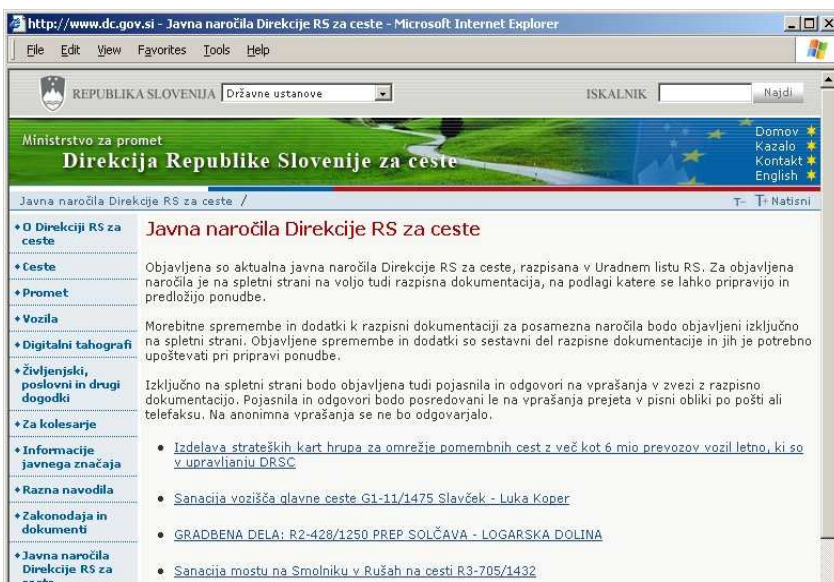 http://www.dc.gov.si - Javna naročila Direkcije RS za ceste - Microsoft Internet Explorer
File Edit View Favorites Tools Help
REPUBLIKA SLOVENIJA Državne ustanove ISKALNIK Najdi
Ministrstvo za promet
Direkcija Republike Slovenije za ceste
Domov
Kazalo
Kontakt
English
Javna naročila Direkcije RS za ceste /
T- T+ Natisni
O Direkciji RS za
ceste
Ceste
Promet
Vozila
Digitalni tahografi
Življenjski,
poslovni in drugi
dogodki
Za kolesarje
Informacije
javnega značaja
Razna navodila
Zakonodaja in
dokumenti
Javna naročila
Direkcije RS za
ceste
Javna naročila Direkcije RS za ceste
Objavljena so aktualna javna naročila Direkcije RS za ceste, razpisana v Uradnem listu RS. Za objavljena
naročila je na spletni strani na voljo tudi razpisna dokumentacija, na podlagi katere se lahko pripravijo in
predložijo ponudbe.
Morebitne spremembe in dodatki k razpisni dokumentaciji za posamezna naročila bodo objavljeni izključno
na spletni strani. Objavljene spremembe in dodatki so sestavni del razpisne dokumentacije in jih je potrebno
upoštevati pri pripravi ponudbe.
Izključno na spletni strani bodo objavljena tudi pojasnila in odgovori na vprašanja v zvezi z razpisno
dokumentacijo. Pojasnila in odgovori bodo posredovani le na vprašanja prejeta v pisni obliki po pošti ali
telefaksu. Na anonimna vprašanja se ne bo odgovarjalo.
Izdelava strateških kart hrupa za omrežje pomembnih cest z več kot 6 mio prevozov vozil letno, ki so
v upravljanju DRSC
Sanacija vozišča glavne ceste G1-11/1475 Slavček - Luka Koper
GRADBENA DELA: R2-428/1250 PREP SOLČAVA - LOGARSKA DOLINA
Sanacija mostu na Smolniku v Rušah na cesti R3-705/1432